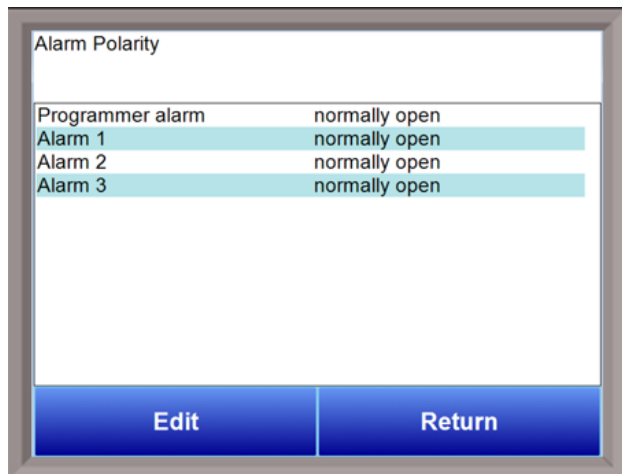 Alarm Polarity
Programmer alarm normally open
Alarm 1 normally open
Alarm 2 normally open
Alarm 3 normally open
Edit Return